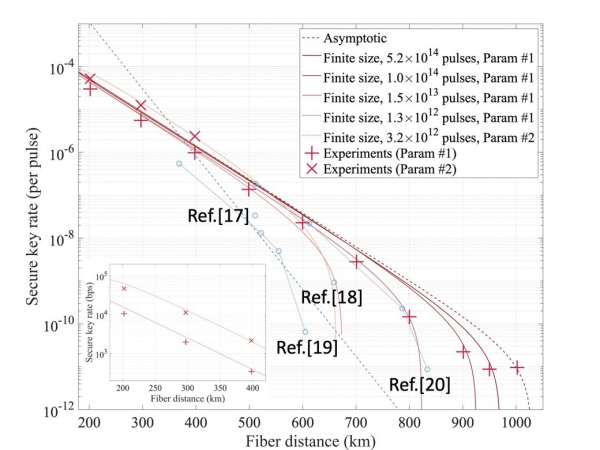 Secure key rate (per pulse)
10^-4
10^-6
10^-8
10^-10
10^-12
Asymptotic
Finite size, 5.2×10^14 pulses, Param #1
Finite size, 1.0×10^14 pulses, Param #1
Finite size, 1.5×10^13 pulses, Param #1
Finite size, 1.3×10^12 pulses, Param #1
Finite size, 3.2×10^12 pulses, Param #2
Experiments (Param #1)
Experiments (Param #2)
Ref.[17]
Ref.[18]
Ref.[19]
Ref.[20]
Secure key rate (bps)
10^5
10^4
10^3
200 300 400
Fiber distance (km)
200 300 400 500 600 700 800 900 1000
Fiber distance (km)